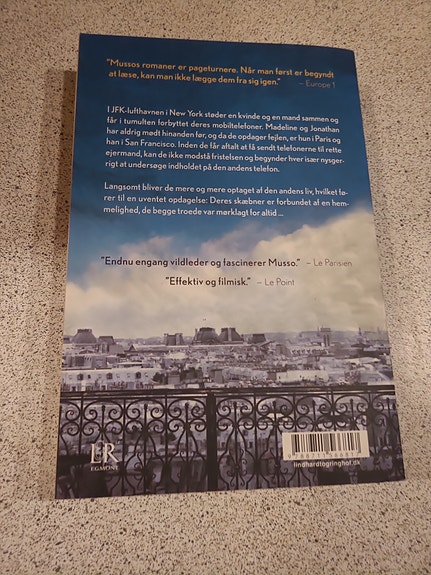 "Mussos romaner er pageturnere. Når man først er begyndt
at læse, kan man ikke lægge dem fra sig igen." – Europe 1
I JFK-lufthavnen i New York støder en kvinde og en mand sammen og
får i tumulten forbyttet deres mobiltelefoner. Madeline og Jonathan
har aldrig mødt hinanden før, og da de opdager fejlen, er hun i Paris og
han i San Francisco. Inden de får aftalt at få sendt telefonerne til rette
ejermand, kan de ikke modstå fristelsen og begynder hver især nysger-
rigt at undersøge indholdet på den andens telefon.
Langsomt bliver de mere og mere optaget af den andens liv, hvilket fø-
rer til en uventet opdagelse: Deres skæbner er forbundet af en hem-
melighed, de begge troede var mørklagt for altid ...
"Endnu engang vildleder og fascinerer Musso." – Le Parisien
"Effektiv og filmisk." – Le Point
L&R
EGMONT
lindhardtogringhof.dk